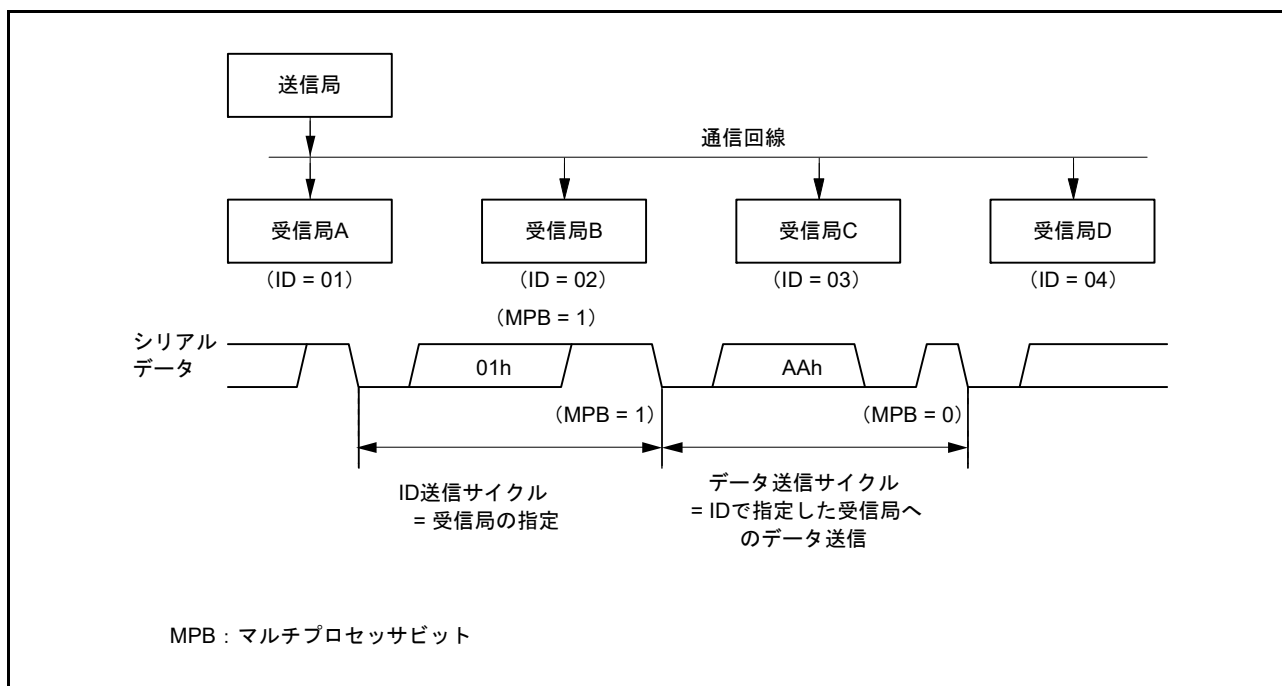 送信局
通信回線
受信局A
受信局B
受信局C
受信局D
（ID = 01）
（ID = 02）
（ID = 03）
（ID = 04）
（MPB = 1）
シリアル
データ
01h
AAh
（MPB = 1）
（MPB = 0）
ID送信サイクル
= 受信局の指定
データ送信サイクル
= IDで指定した受信局へ
のデータ送信
MPB：マルチプロセッサビット